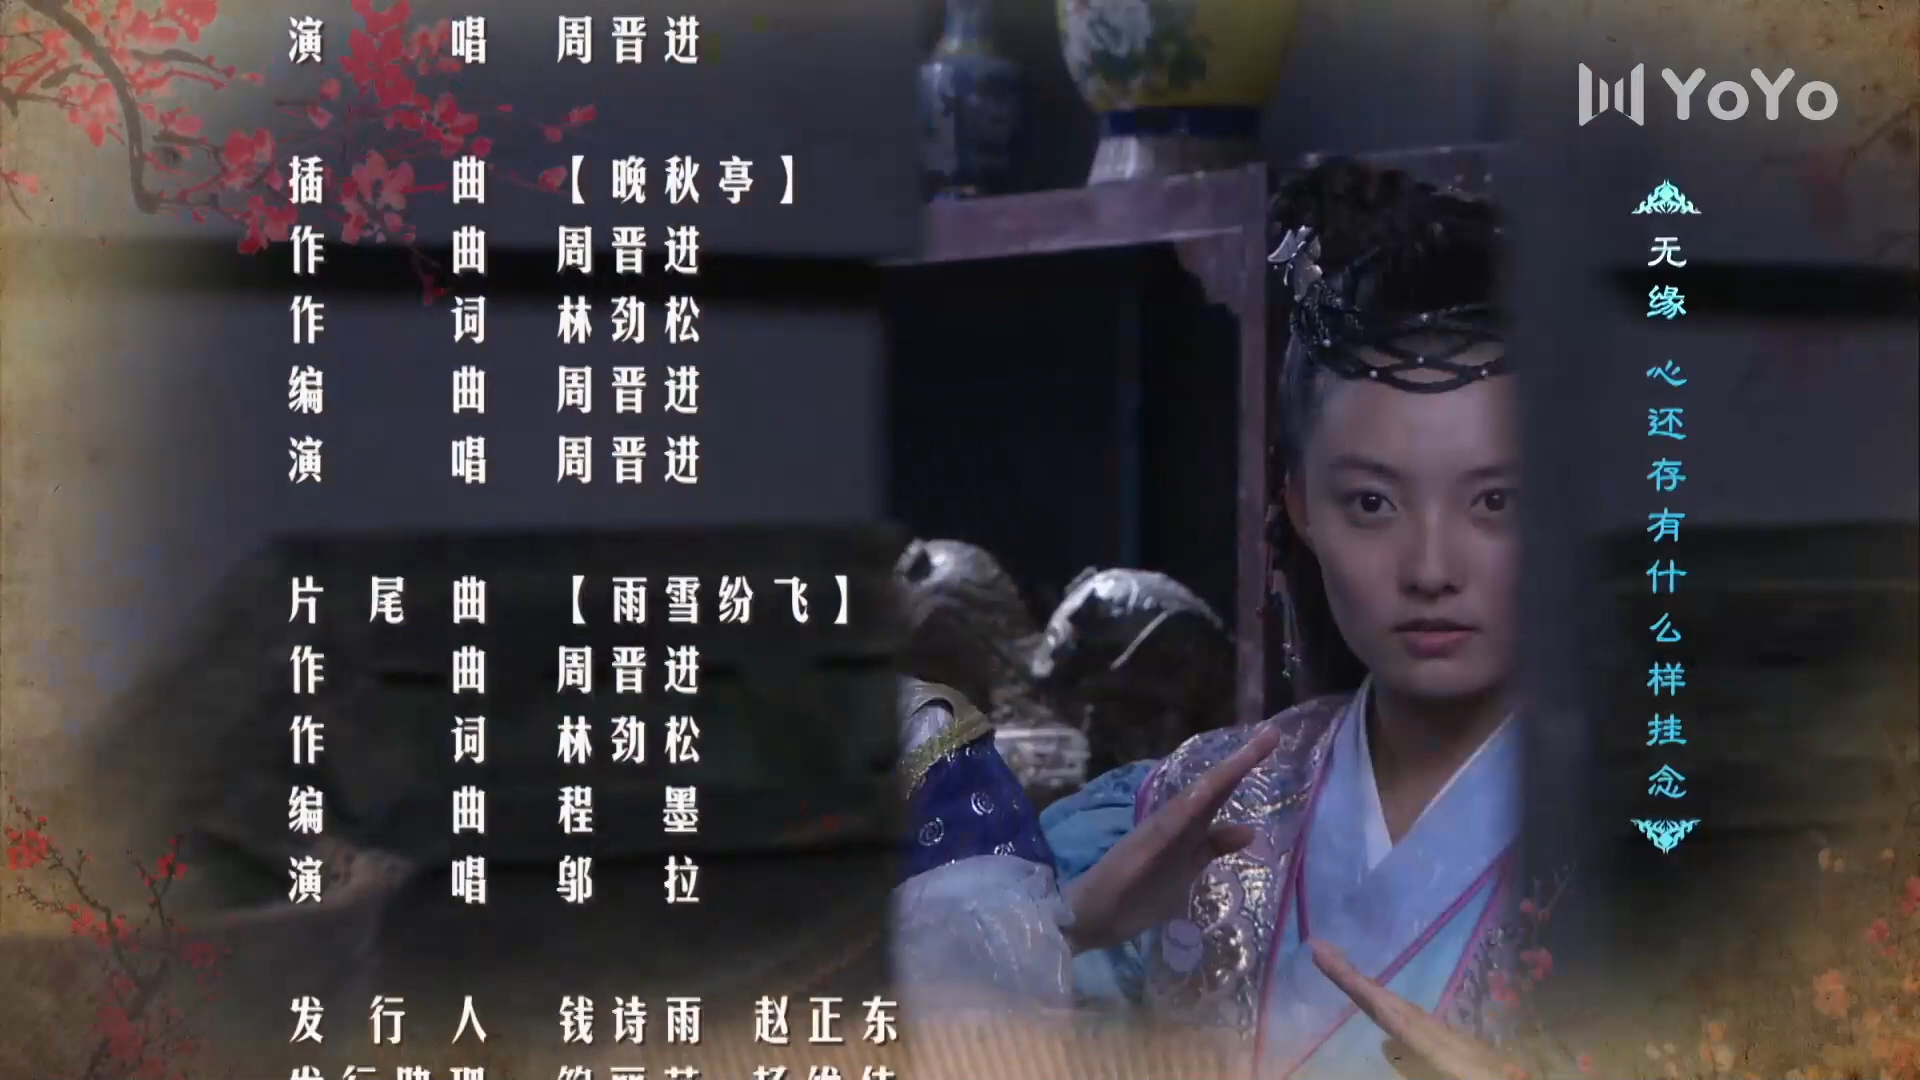 演唱 周晋进
插曲 【晚秋亭】
作曲 周晋进
作词 林劲松
编曲 周晋进
演唱 周晋进
片尾曲 【雨雪纷飞】
作曲 周晋进
作词 林劲松
编曲 程墨
演唱 邬拉
发行人 钱诗雨 赵正东
YoYo
无缘 心还存有什么样挂念